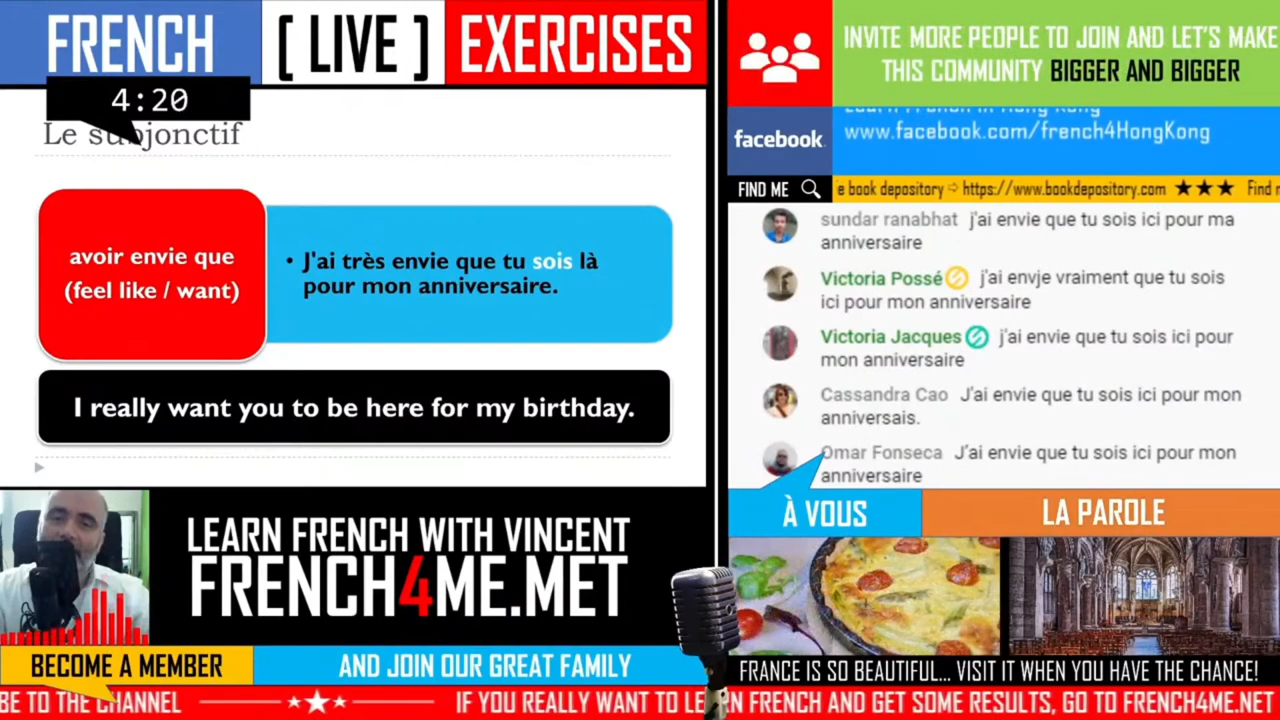 FRENCH
[ LIVE ]
EXERCISES
4:20
Le subjonctif
avoir envie que
(feel like / want)
• J'ai très envie que tu sois là
pour mon anniversaire.
I really want you to be here for my birthday.
LEARN FRENCH WITH VINCENT
FRENCH4ME.MET
BECOME A MEMBER
AND JOIN OUR GREAT FAMILY
INVITE MORE PEOPLE TO JOIN AND LET'S MAKE
THIS COMMUNITY BIGGER AND BIGGER
facebook.
Learn French in Hong Kong
www.facebook.com/french4HongKong
FIND ME
e book depository ⇨ https://www.bookdepository.com ★★★ Find
sundar ranabhat j'ai envie que tu sois ici pour ma
anniversaire
Victoria Possé j'ai envje vraiment que tu sois
ici pour mon anniversaire
Victoria Jacques j'ai envie que tu sois ici pour
mon anniversaire
Cassandra Cao J'ai envie que tu sois ici pour mon
anniversais.
Omar Fonseca J'ai envie que tu sois ici pour mon
anniversaire
À VOUS
LA PAROLE
FRANCE IS SO BEAUTIFUL... VISIT IT WHEN YOU HAVE THE CHANCE!
BE TO THE CHANNEL
IF YOU REALLY WANT TO LEARN FRENCH AND GET SOME RESULTS, GO TO FRENCH4ME.NET